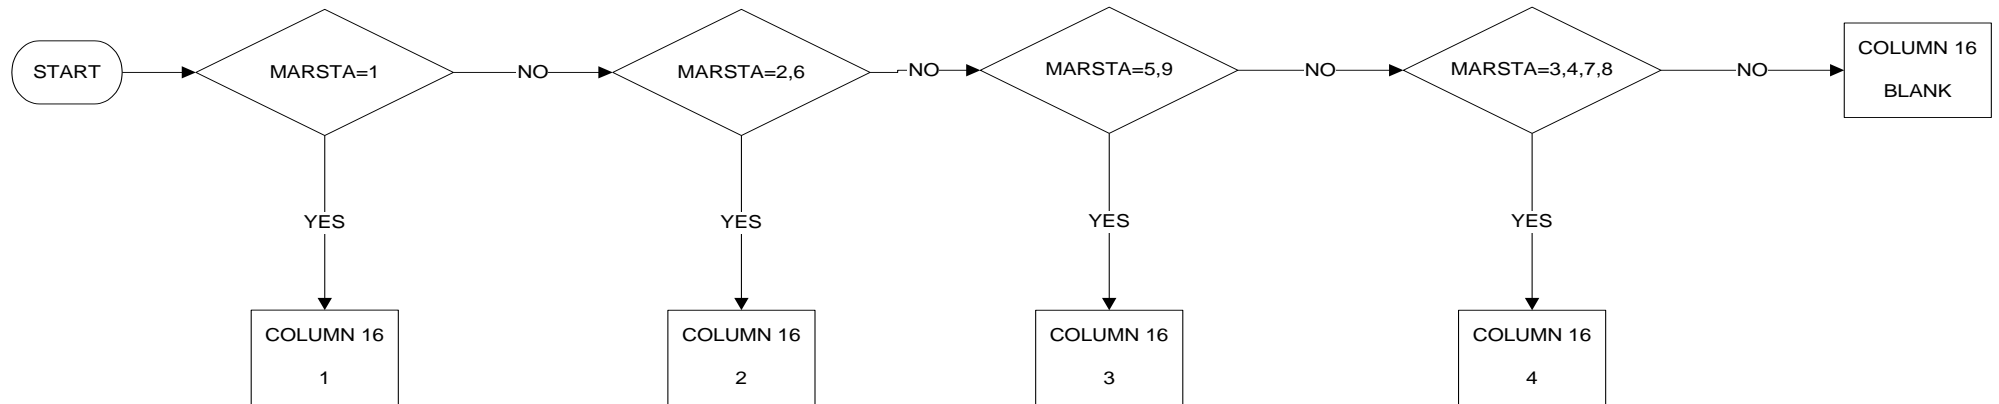 START
MARSTA=1
NO
MARSTA=2,6
NO
MARSTA=5,9
NO
MARSTA=3,4,7,8
NO
COLUMN 16
BLANK
YES
YES
YES
YES
COLUMN 16
1
COLUMN 16
2
COLUMN 16
3
COLUMN 16
4